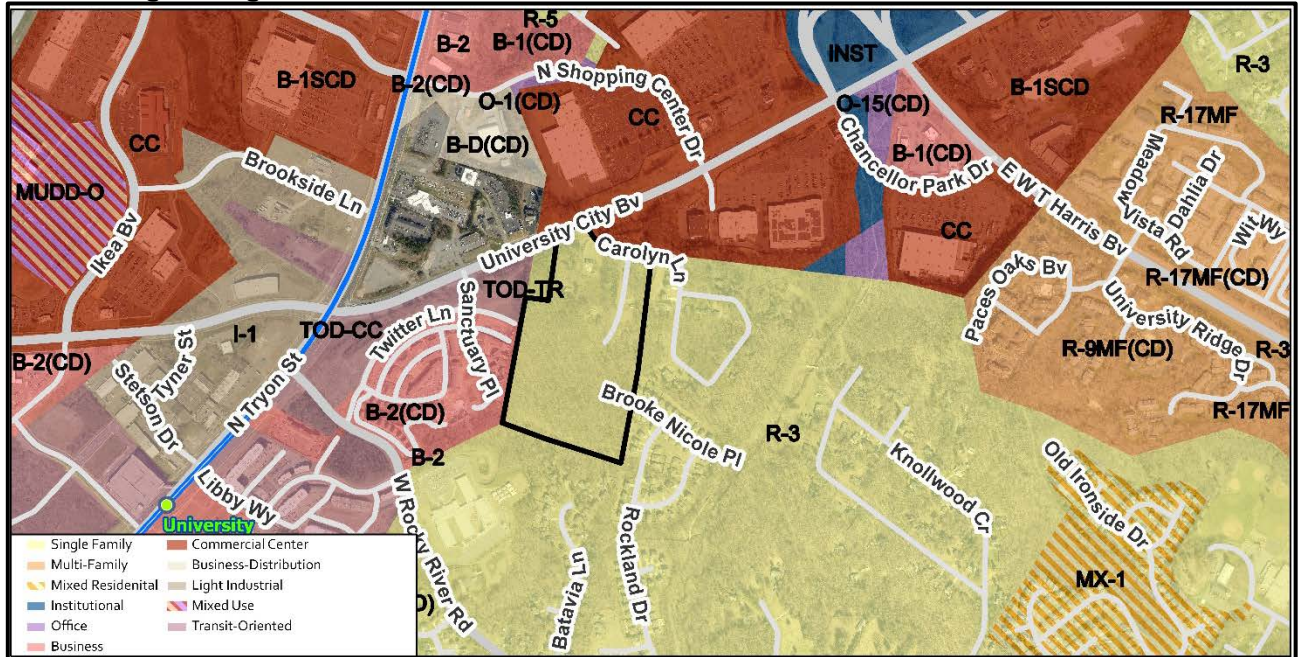 R-5
B-2
B-1(CD)
INST
R-3
B-2(CD)
N Shopping Center Dr
B-1SCD
O-1(CD)
O-15(CD)
R-17MF
CC
CC
B-D(CD)
B-1(CD)
Chancellor Park Dr
Meadow Vista Rd
Dahlia Dr
Wit Wy
Brookside Ln
MUDD-O
E W T Harris Bv
Ikea Bv
University City Bv
CC
Carolyn Ln
R-17MF(CD)
Paces Oaks Bv
TOD-TR
Sanctuary Pl
University Ridge Dr
I-1
TOD-CC
Twitter Ln
R-9MF(CD)
R-3
B-2(CD)
Tyner St
Stetson Dr
N Tryon St
Brooke Nicole Pl
B-2(CD)
R-17MF
R-3
B-2
Knollwood Cr
Old Ironside Dr
Libby Wy
W Rocky River Rd
Rockland Dr
Batavia Ln
University
MX-1
Single Family
Commercial Center
Multi-Family
Business-Distribution
Mixed Residental
Light Industrial
Institutional
Mixed Use
Office
Transit-Oriented
Business